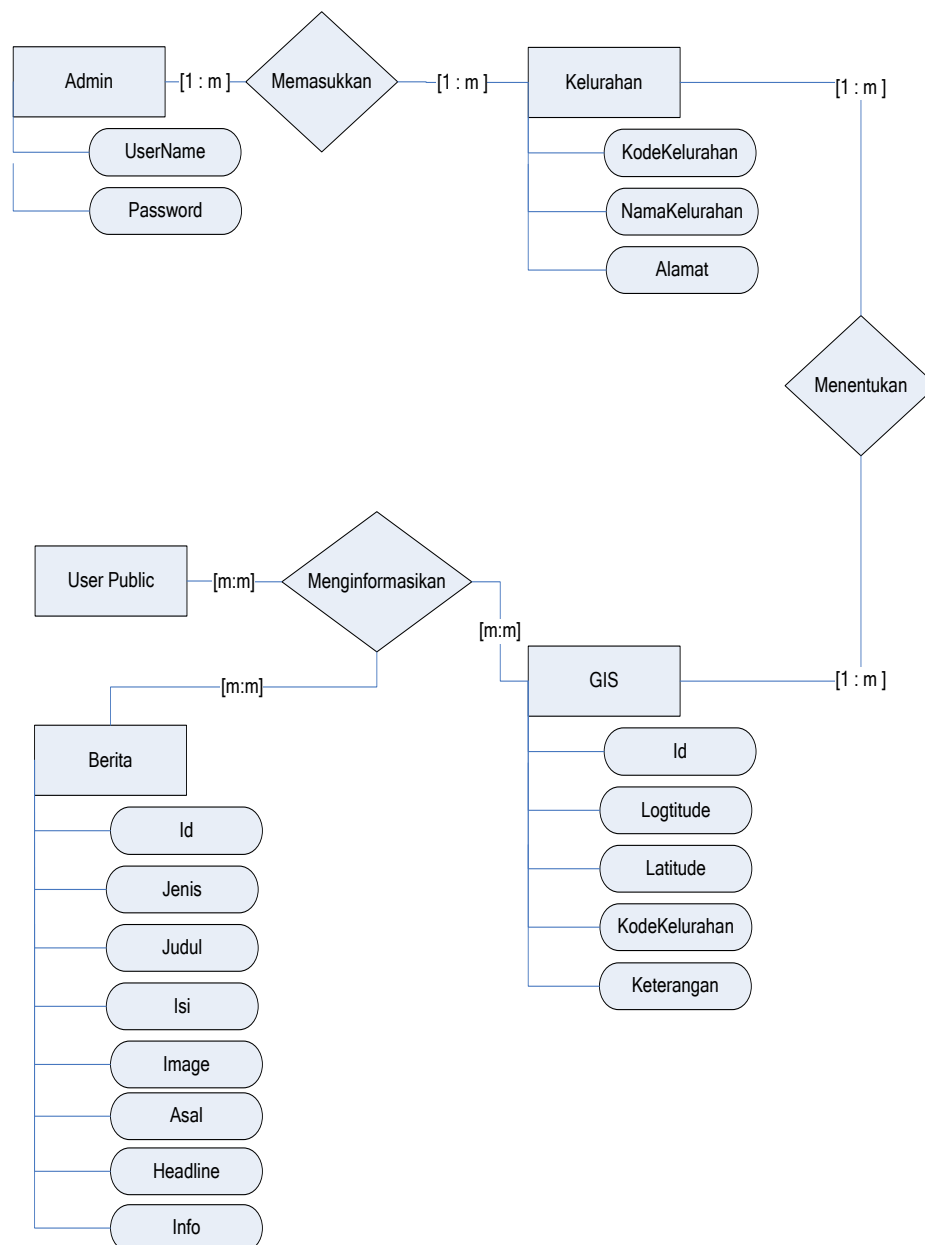 Admin
[1 : m ]
Memasukkan
[1 : m ]
Kelurahan
[1 : m ]
UserName
Password
KodeKelurahan
NamaKelurahan
Alamat
Menentukan
User Public
[m:m]
Menginformasikan
[m:m]
[m:m]
GIS
[1 : m ]
Berita
Id
Logtitude
Latitude
KodeKelurahan
Keterangan
Id
Jenis
Judul
Isi
Image
Asal
Headline
Info